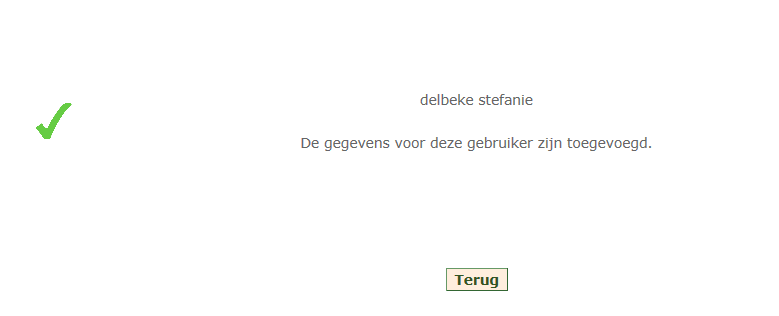 delbeke stefanie
De gegevens voor deze gebruiker zijn toegevoegd.
Terug